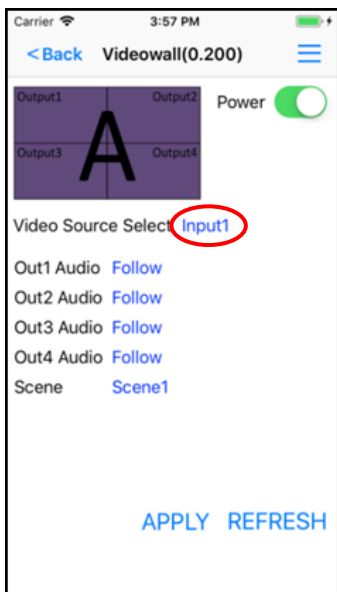 Carrier 3:57 PM
<Back Videowall(0.200)
Output1 Output2 Power
A
Output3 Output4
Video Source Select Input1
Out1 Audio Follow
Out2 Audio Follow
Out3 Audio Follow
Out4 Audio Follow
Scene Scene1
APPLY REFRESH